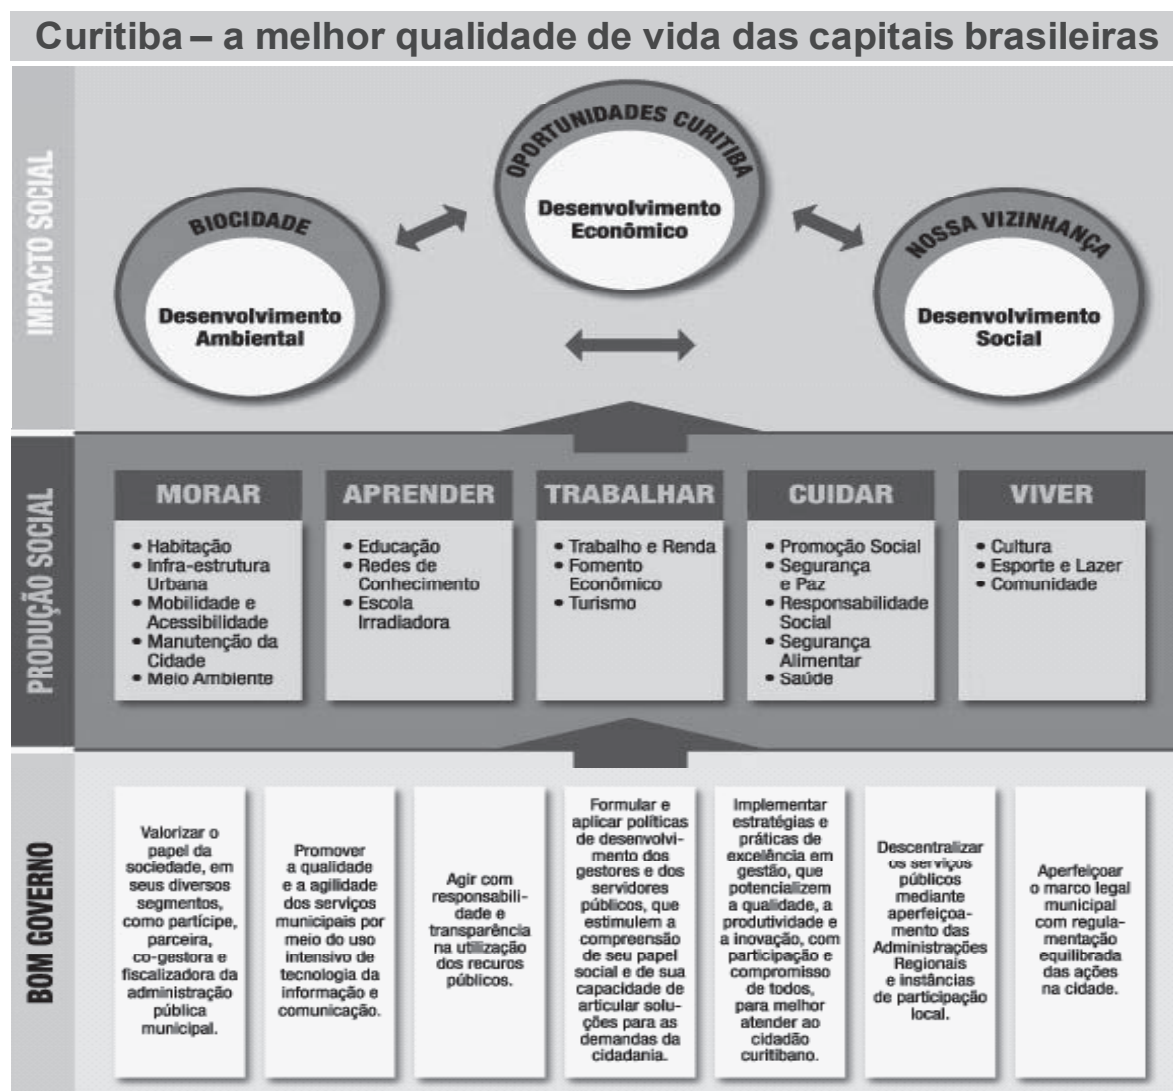 Curitiba – a melhor qualidade de vida das capitais brasileiras
IMPACTO SOCIAL
OPORTUNIDADES CURITIBA
Desenvolvimento
Econômico
BIOCIDADE
Desenvolvimento
Ambiental
NOSSA VIZINHANÇA
Desenvolvimento
Social
PRODUÇÃO SOCIAL
MORAR
• Habitação
• Infra-estrutura
Urbana
• Mobilidade e
Acessibilidade
• Manutenção da
Cidade
• Meio Ambiente
APRENDER
• Educação
• Redes de
Conhecimento
• Escola
Irradiadora
TRABALHAR
• Trabalho e Renda
• Fomento
Econômico
• Turismo
CUIDAR
• Promoção Social
• Segurança
e Paz
• Responsabilidade
Social
• Segurança
Alimentar
• Saúde
VIVER
• Cultura
• Esporte e Lazer
• Comunidade
BOM GOVERNO
Valorizar o
papel da
sociedade, em
seus diversos
segmentos,
como partícipe,
parceira,
co-gestora e
fiscalizadora da
administração
pública
municipal.
Promover
a qualidade
e a agilidade
dos serviços
municipais por
meio do uso
intensivo de
tecnologia da
informação e
comunicação.
Agir com
responsabili-
dade e
transparência
na utilização
dos recuros
públicos.
Formular e
aplicar políticas
de desenvolvi-
mento dos
gestores e dos
servidores
públicos, que
estimulem a
compreensão
de seu papel
social e de sua
capacidade de
articular solu-
ções para as
demandas da
cidadania.
Implementar
estratégias e
práticas de
excelência em
gestão, que
potencializem
a qualidade, a
produtividade e
a inovação, com
participação e
compromisso
de todos,
para melhor
atender ao
cidadão
curitibano.
Descentralizar
os serviços
públicos
mediante
aperfeiçoa-
mento das
Administrações
Regionais
e instâncias
de participação
local.
Aperfeiçoar
o marco legal
municipal
com regula-
mentação
equilibrada
das ações
na cidade.